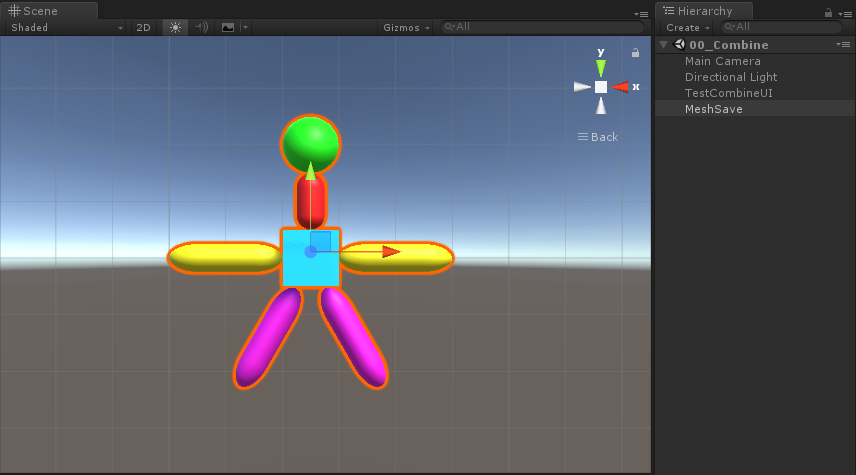 Scene
Shaded
2D
Gizmos
All
y
x
Back
Hierarchy
Create
All
00_Combine
Main Camera
Directional Light
TestCombineUI
MeshSave